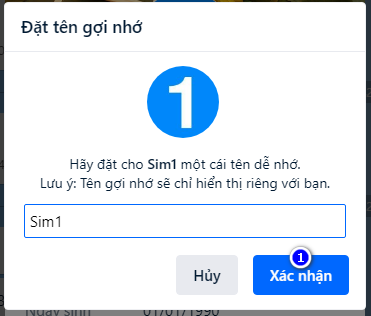 Đặt tên gợi nhớ
1
Hãy đặt cho Sim1 một cái tên dễ nhớ.
Lưu ý: Tên gợi nhớ sẽ chỉ hiển thị riêng với bạn.
Sim1
1
Hủy
Xác nhận
Ngày sinh
01/01/1990